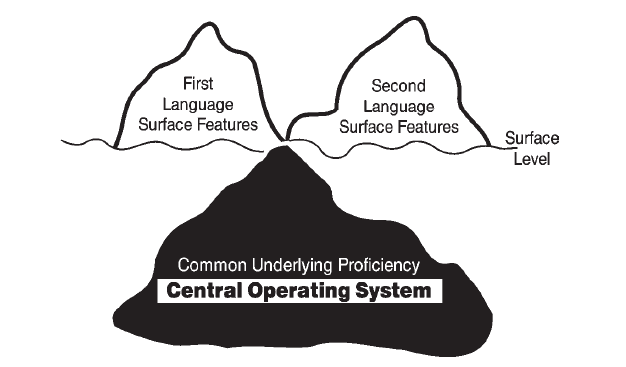 First
Language
Surface Features
Second
Language
Surface Features
Surface
Level
Common Underlying Proficiency
Central Operating System